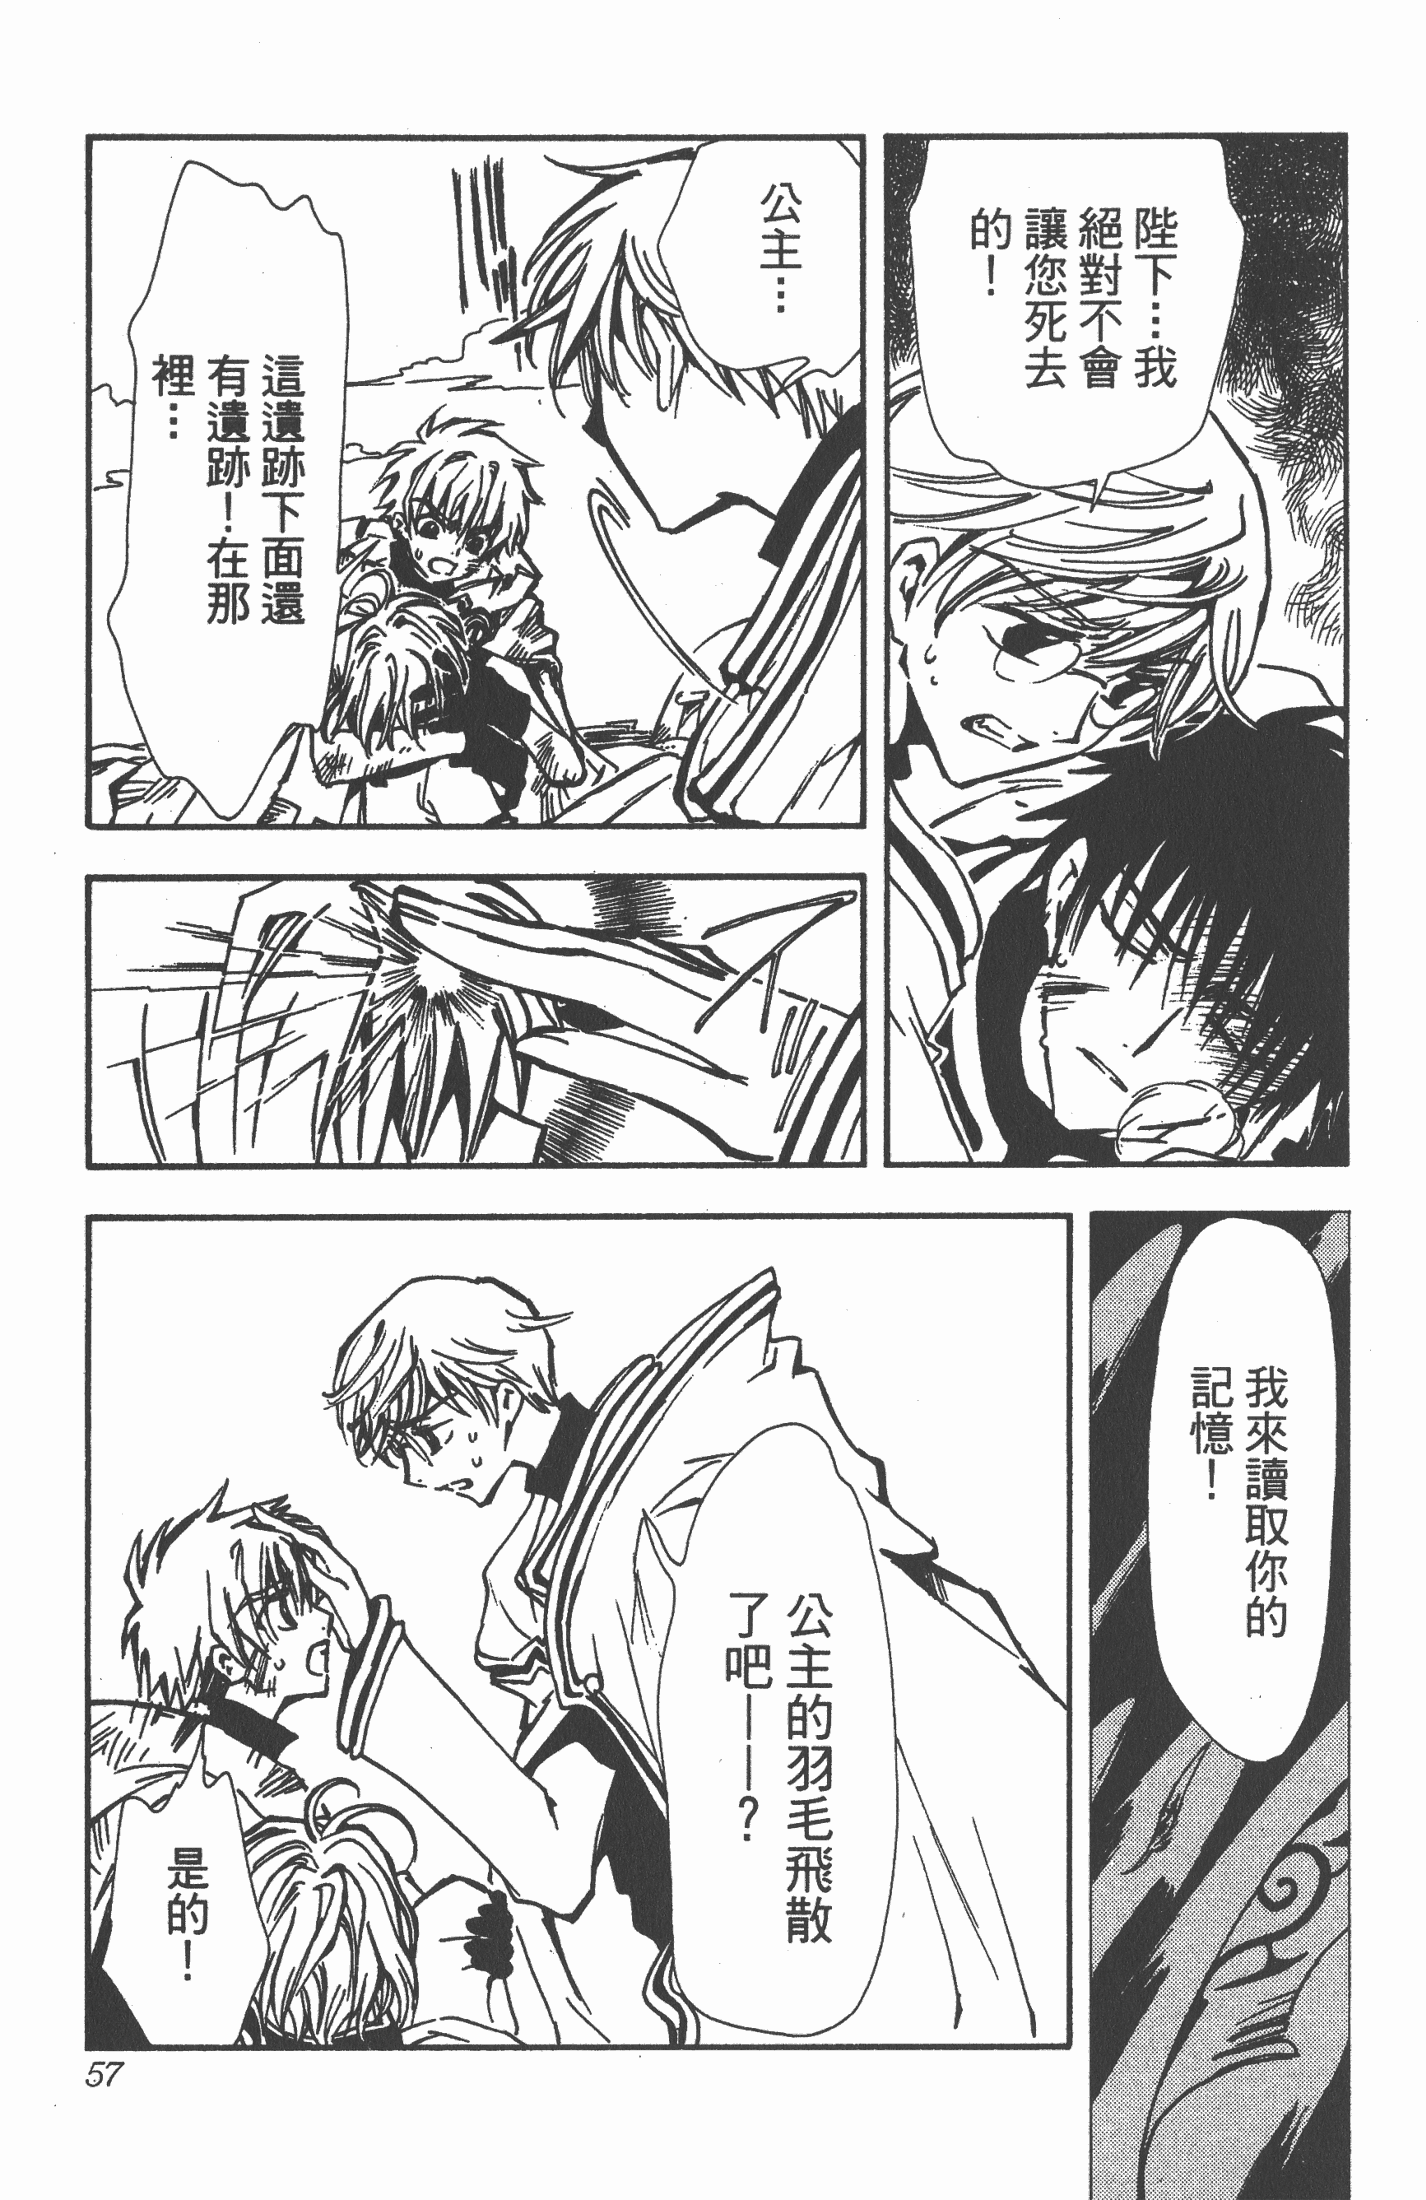 陛下…我
絕對不會
讓您死去
的！
公主…
這遺跡下面還
有遺跡！在那
裡…
我來讀取你的
記憶！
公主的羽毛飛散
了吧——？
是的！
57